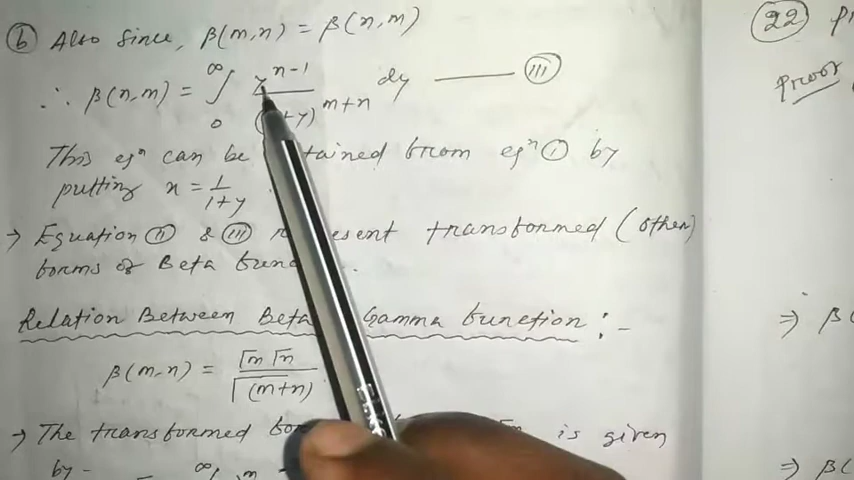 (b) Also Since, β(m,n) = β(n,m)
∴ β(n,m) = ∫₀^∞ y^(n-1) / ( +y)^(m+n) dy —— (III)
This eqⁿ can be from eqⁿ (1) by
putting x = 1/(1+y)
→ Equation (II) & (III) transformed (other)
forms of Beta
Relation Between Beta Gamma function :-
β(m,n) = Γm Γn / Γ(m+n)
→ The transformed is given
by -
(22)
Proof
⇒ β(
⇒ β(